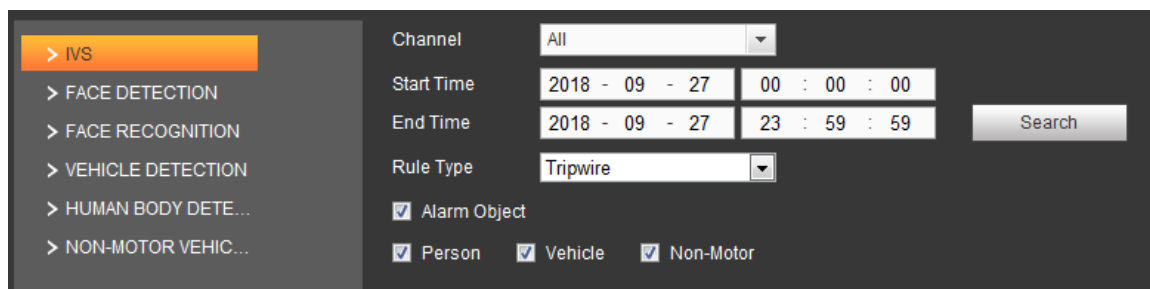 > IVS
> FACE DETECTION
> FACE RECOGNITION
> VEHICLE DETECTION
> HUMAN BODY DETE...
> NON-MOTOR VEHIC...
Channel All
Start Time 2018 - 09 - 27 00 : 00 : 00
End Time 2018 - 09 - 27 23 : 59 : 59 Search
Rule Type Tripwire
Alarm Object
Person Vehicle Non-Motor